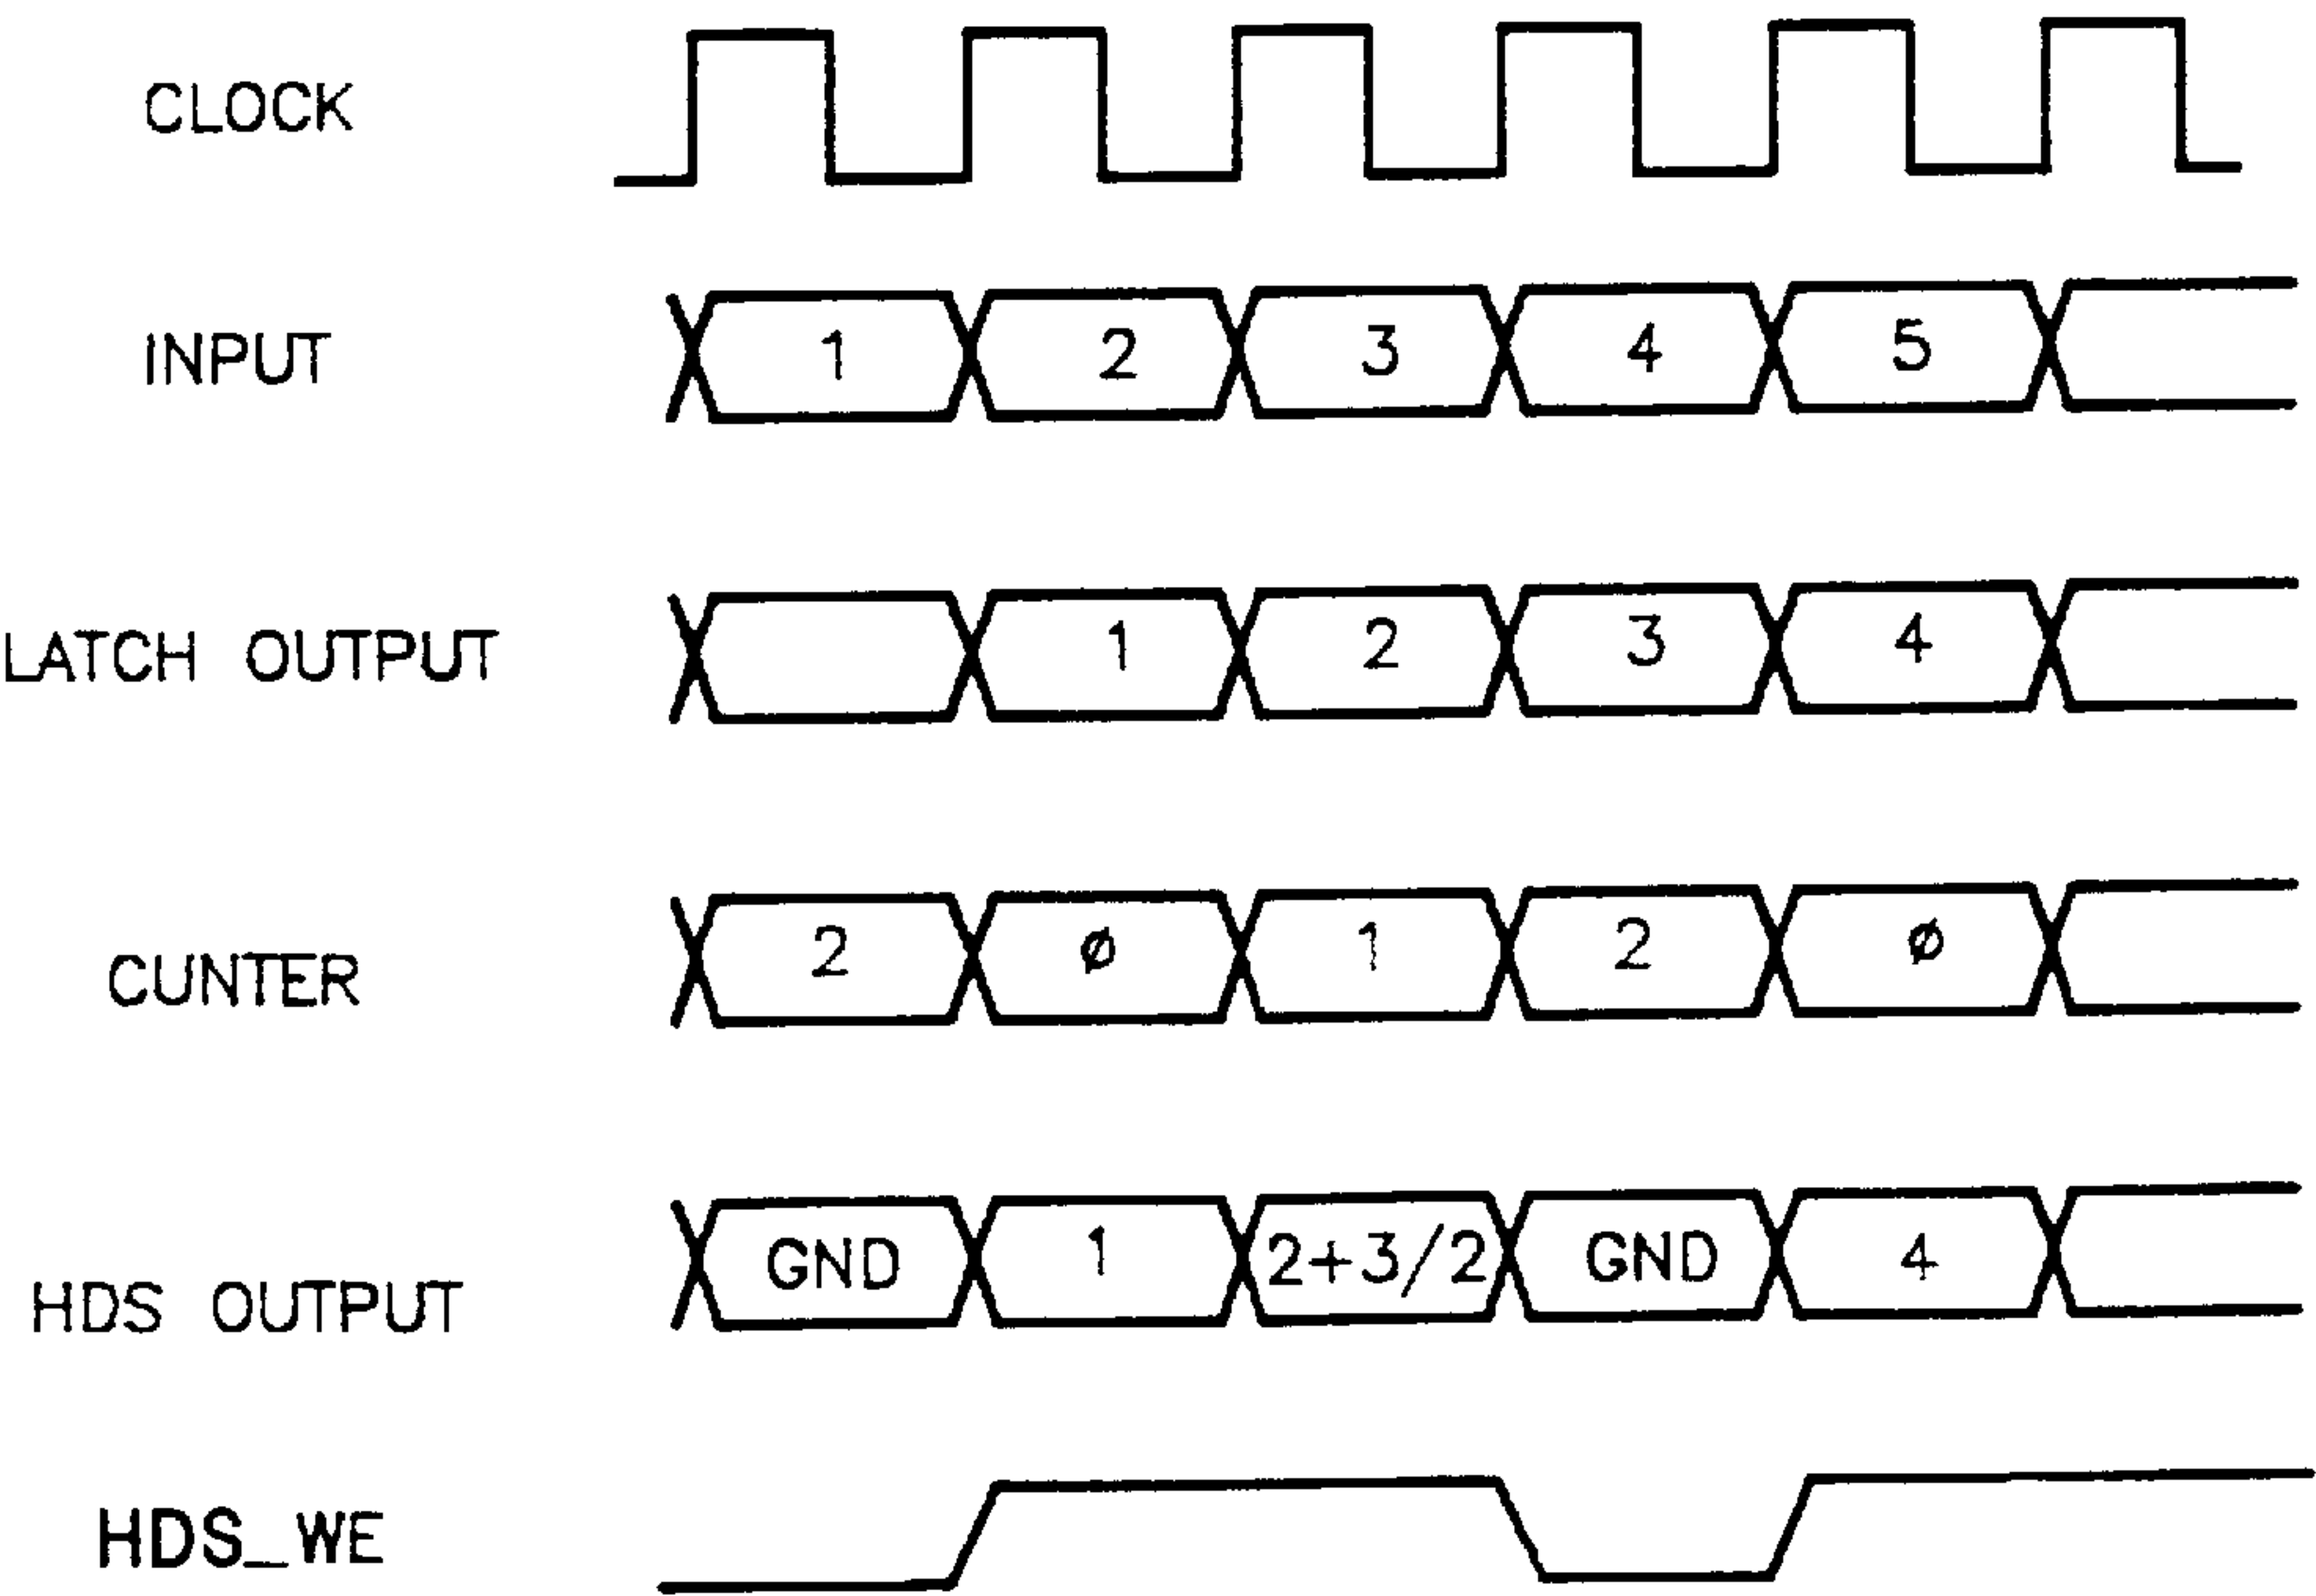 CLOCK
INPUT 1 2 3 4 5
LATCH OUTPUT 1 2 3 4
CUNTER 2 ø 1 2 ø
HDS OUTPUT GND 1 2+3/2 GND 4
HDS_WE